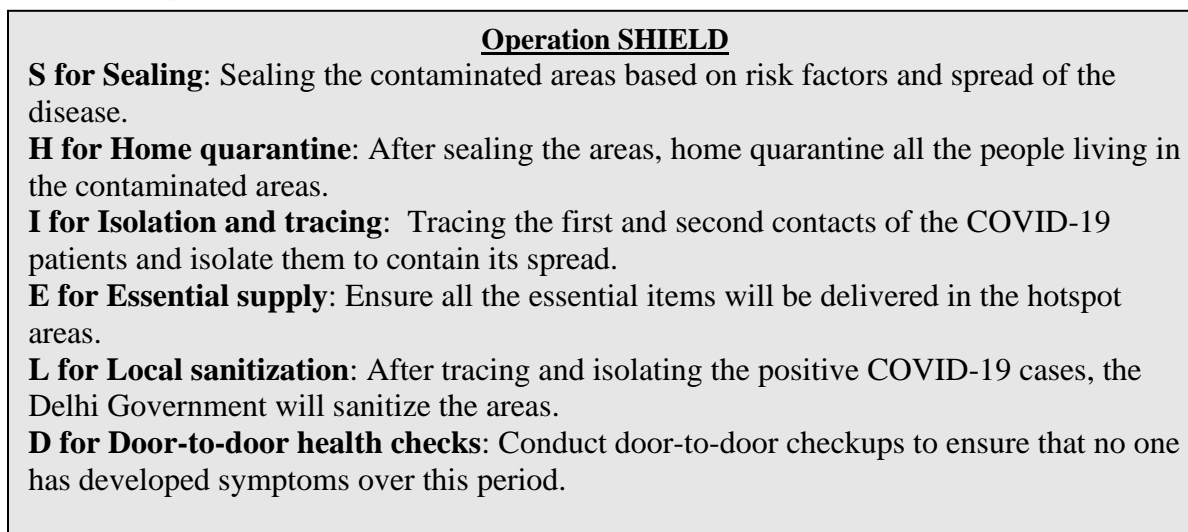 Operation SHIELD
S for Sealing: Sealing the contaminated areas based on risk factors and spread of the
disease.
H for Home quarantine: After sealing the areas, home quarantine all the people living in
the contaminated areas.
I for Isolation and tracing: Tracing the first and second contacts of the COVID-19
patients and isolate them to contain its spread.
E for Essential supply: Ensure all the essential items will be delivered in the hotspot
areas.
L for Local sanitization: After tracing and isolating the positive COVID-19 cases, the
Delhi Government will sanitize the areas.
D for Door-to-door health checks: Conduct door-to-door checkups to ensure that no one
has developed symptoms over this period.